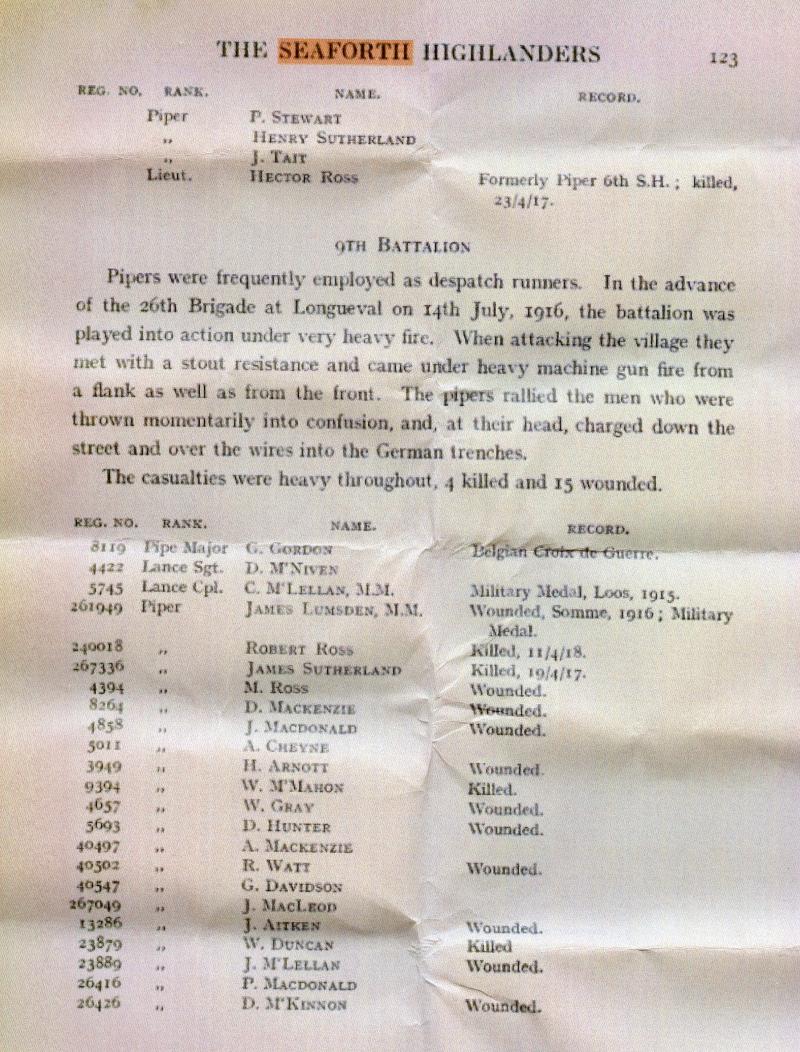 THE SEAFORTH HIGHLANDERS 123
REG. NO. RANK. NAME. RECORD.
Piper P. STEWART
„ HENRY SUTHERLAND
„ J. TAIT
Lieut. HECTOR ROSS Formerly Piper 6th S.H.; killed,
23/4/17.
9TH BATTALION
Pipers were frequently employed as despatch runners. In the advance
of the 26th Brigade at Longueval on 14th July, 1916, the battalion was
played into action under very heavy fire. When attacking the village they
met with a stout resistance and came under heavy machine gun fire from
a flank as well as from the front. The pipers rallied the men who were
thrown momentarily into confusion, and, at their head, charged down the
street and over the wires into the German trenches.
The casualties were heavy throughout, 4 killed and 15 wounded.
REG. NO. RANK. NAME. RECORD.
8119 Pipe Major G. GORDON Belgian Croix de Guerre.
4422 Lance Sgt. D. MᶜNIVEN
5745 Lance Cpl. C. MᶜLELLAN, M.M. Military Medal, Loos, 1915.
261949 Piper JAMES LUMSDEN, M.M. Wounded, Somme, 1916; Military
Medal.
240018 „ ROBERT ROSS Killed, 11/4/18.
267336 „ JAMES SUTHERLAND Killed, 19/4/17.
4394 „ M. ROSS Wounded.
8264 „ D. MACKENZIE Wounded.
4858 „ J. MACDONALD Wounded.
5011 „ A. CHEYNE
3949 „ H. ARNOTT Wounded.
9394 „ W. MᶜMAHON Killed.
4657 „ W. GRAY Wounded.
5693 „ D. HUNTER Wounded.
40497 „ A. MACKENZIE
40502 „ R. WATT Wounded.
40547 „ G. DAVIDSON
267049 „ J. MACLEOD
13286 „ J. AITKEN Wounded.
23879 „ W. DUNCAN Killed
23889 „ J. MᶜLELLAN Wounded.
26416 „ P. MACDONALD
26426 „ D. MᶜKINNON Wounded.